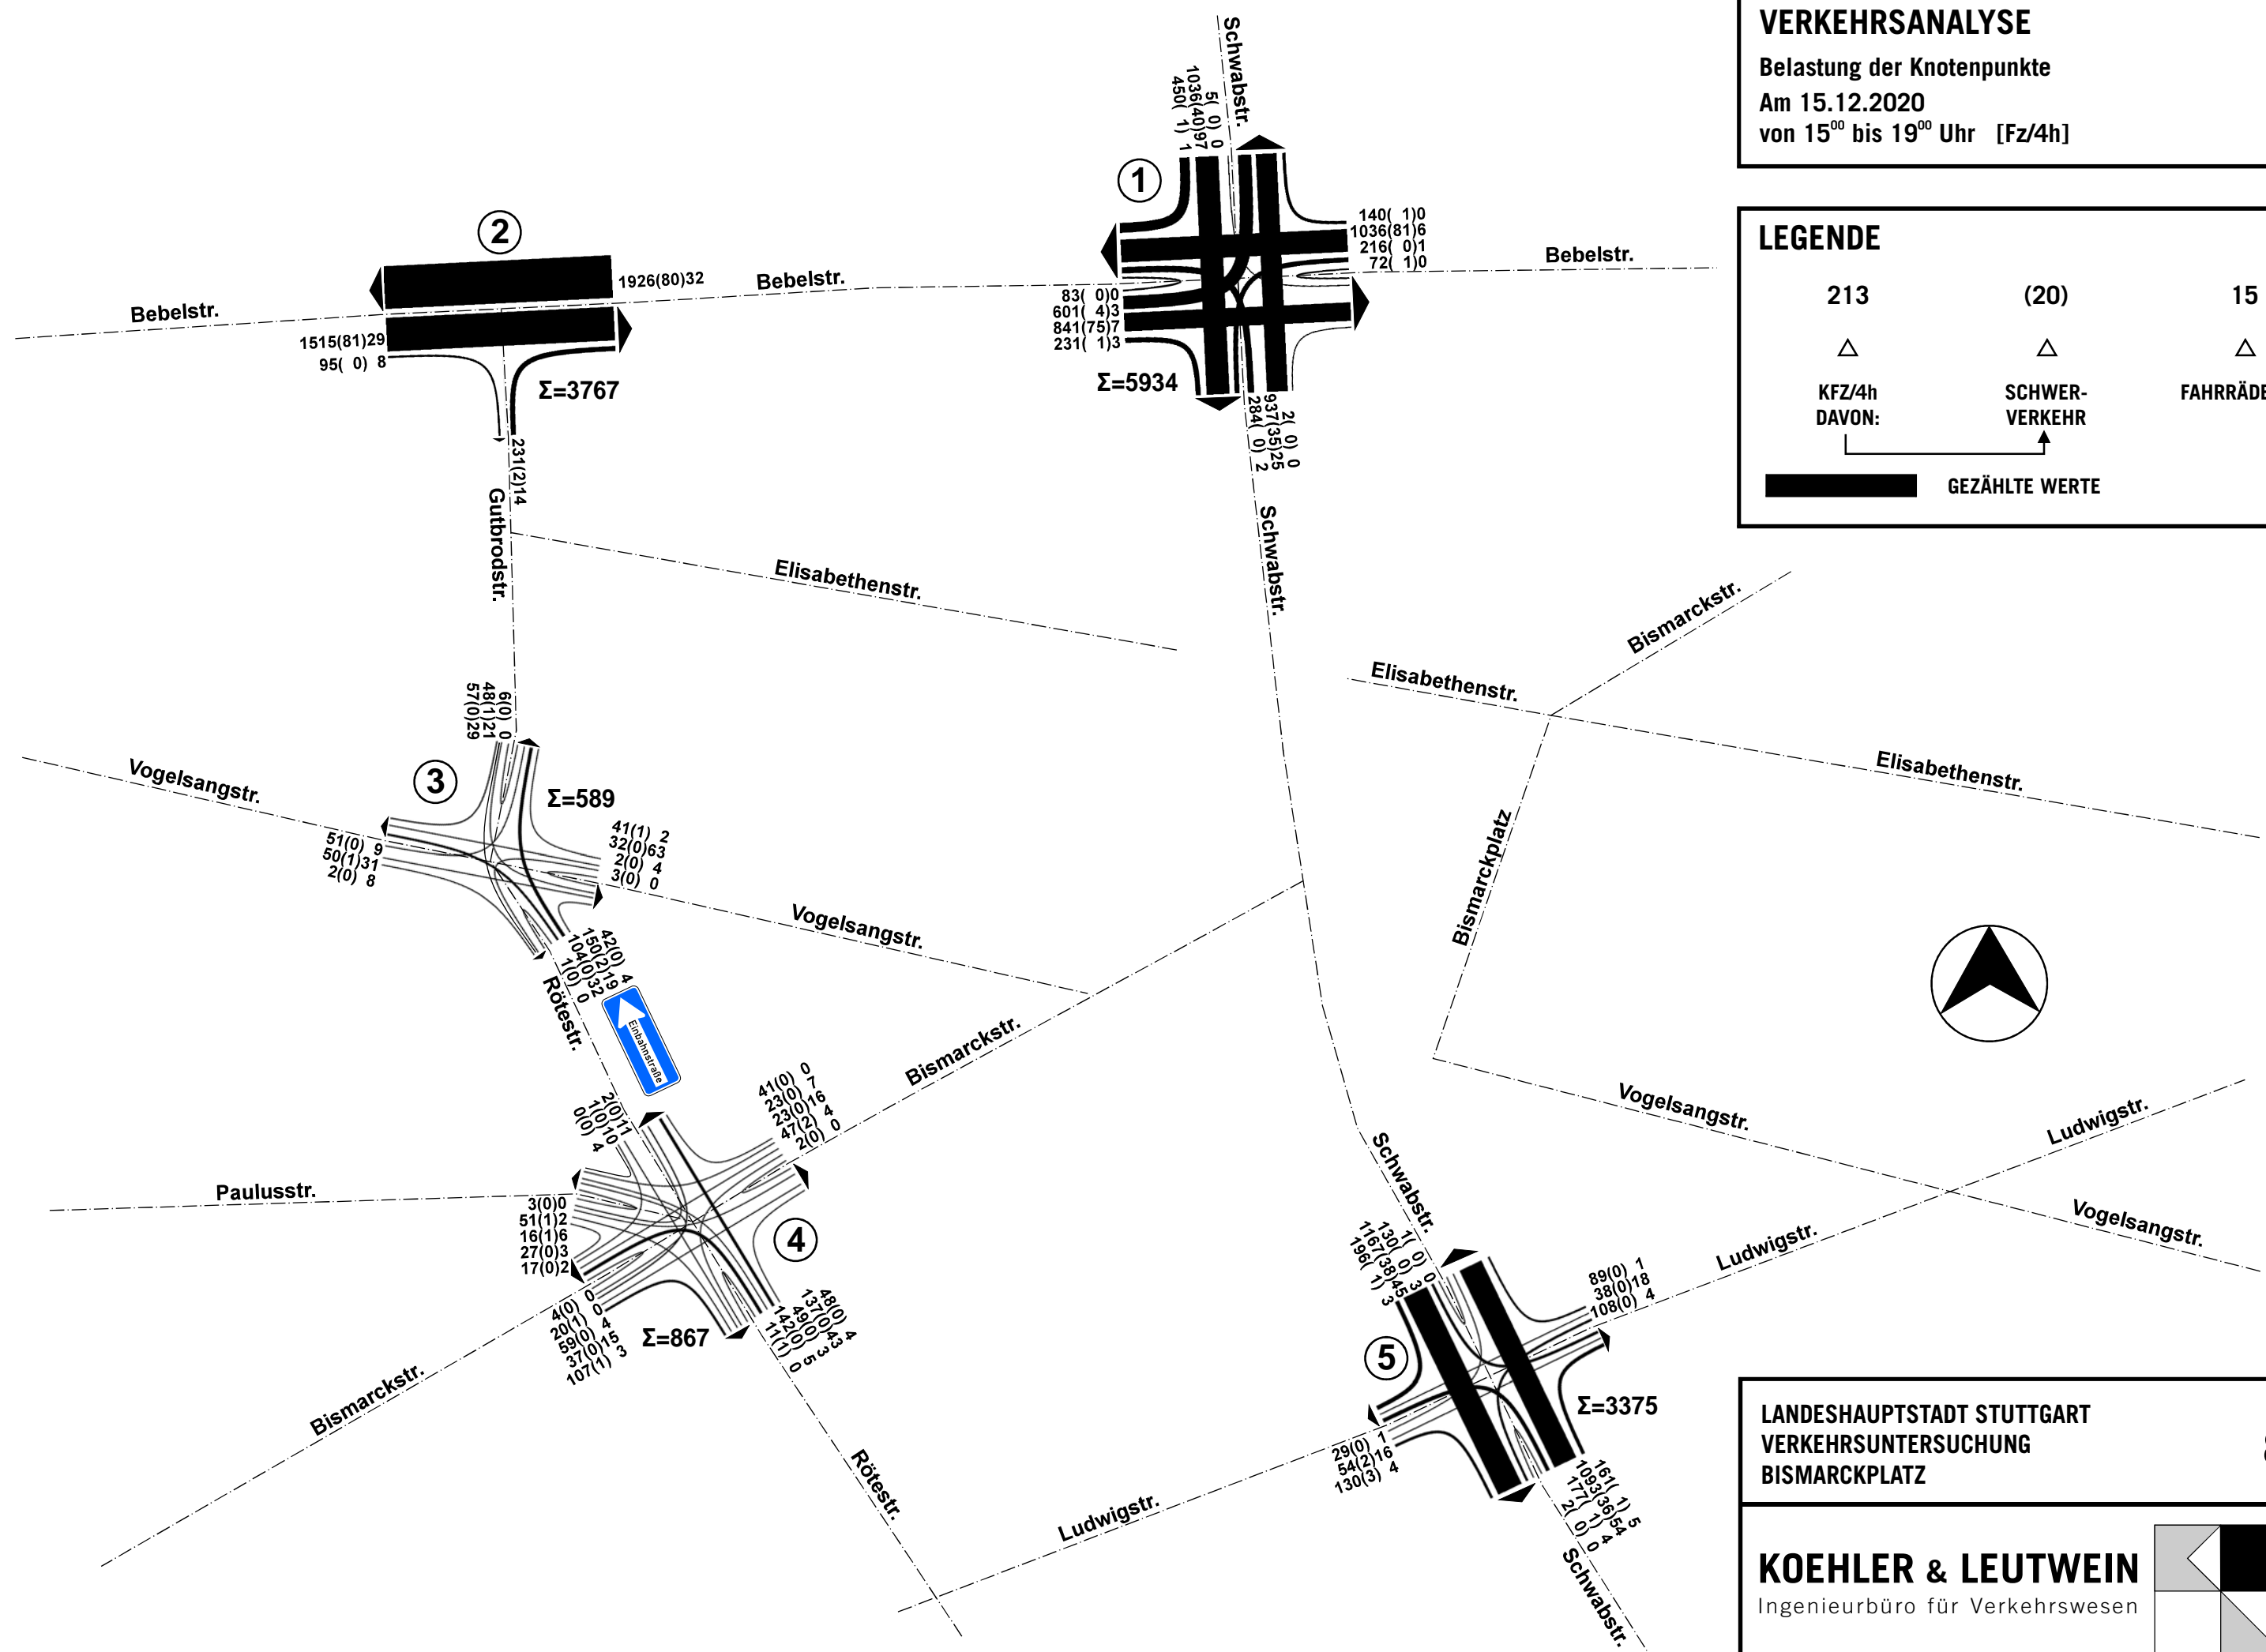 VERKEHRSANALYSE
Belastung der Knotenpunkte
Am 15.12.2020
von 15⁰⁰ bis 19⁰⁰ Uhr [Fz/4h]
LEGENDE
213 (20) 15
KFZ/4h
DAVON:
SCHWER-
VERKEHR
FAHRRÄDE
GEZÄHLTE WERTE
Schwabstr.
5( 0) 0
1036(40)97
450( 1) 1
1
140( 1)0
1036(81)6
216( 0)1
72( 1)0
Bebelstr.
83( 0)0
601( 4)3
841(75)7
231( 1)3
Σ=5934
2( 0) 0
937(35)25
284( 0) 2
Schwabstr.
2
1926(80)32
Bebelstr.
Bebelstr.
1515(81)29
95( 0) 8
Σ=3767
231(2)14
Gutbrodstr.
Elisabethenstr.
Bismarckstr.
Elisabethenstr.
Elisabethenstr.
Bismarckplatz
6(0) 0
48(1)21
57(0)29
Vogelsangstr.
3
Σ=589
41(1) 2
32(0)63
2(0) 4
3(0) 0
51(0) 9
50(1)31
2(0) 8
Vogelsangstr.
42(0) 4
150(2)19
104(0)32
1(0) 0
Rötestr.
Einbahnstraße
Bismarckstr.
2(0)11
1(0)10
0(0) 4
41(0) 0
23(0) 7
23(0)16
47(2) 4
2(0) 0
Paulusstr.
3(0)0
51(1)2
16(1)6
27(0)3
17(0)2
4
4(0) 0
20(1) 0
59(0) 4
37(0)15
107(1) 3
Σ=867
48(0) 4
137(0)43
49(0) 3
142(0) 5
11(1) 0
Bismarckstr.
Rötestr.
Vogelsangstr.
Ludwigstr.
Vogelsangstr.
Ludwigstr.
Schwabstr.
1( 0) 0
130( 0) 3
1167(38)45
196( 1) 3
89(0) 1
38(0)18
108(0) 4
5
Σ=3375
29(0) 1
54(2)16
130(3) 4
161( 1) 5
1093(36)54
177( 1) 4
2( 0) 0
Ludwigstr.
Schwabstr.
LANDESHAUPTSTADT STUTTGART
VERKEHRSUNTERSUCHUNG
BISMARCKPLATZ
KOEHLER & LEUTWEIN
Ingenieurbüro für Verkehrswesen